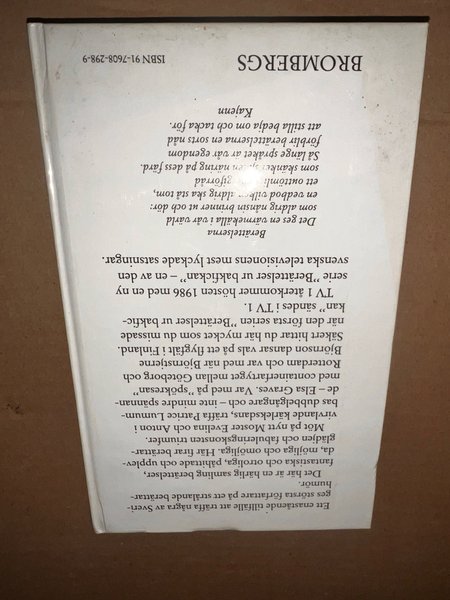 Ett enastående tillfälle att träffa av några av Sveri-
ges största författare på ett strålande berättar-
humör.
Det här är en härlig samling berättelser,
fantastiska och otroliga, påhittade och upplev-
da, möjliga och omöjliga. Här firar berättar-
glädjen och fabuleringskonsten triumfer.
Möt på nytt Moster Evelina och Anton i
virvlande kärleksdans, träffa Patrice Lumum-
bas dubbelgångare och – inte mindre spännan-
de – Elsa Graves. Var med på "spökresan"
med containerfartyget mellan Göteborg och
Rotterdam och var med när Björnstjerne
Björnson dansar vals på ett flygfält i Finland.
Säkert hittar du här mycket som du missade
när den första serien "Berättelser ur bakfic-
kan" sändes i TV 1.
TV 1 återkommer hösten 1986 med en ny
serie "Berättelser ur bakfickan" – en av den
svenska televisionens mest lyckade satsningar.
Berättelserna
Det ges en värmekälla i vår värld
som aldrig nånsin brinner ut och dör:
en vedbod vilken aldrig ska stå tom,
ett outtömligt
som skänker näring på dess färd.
Så länge språket är vår egendom
förblir berättelserna en sorts nåd
att stilla bedja om och tacka för.
Kajenn
BROMBERGS
ISBN 91-7608-298-9